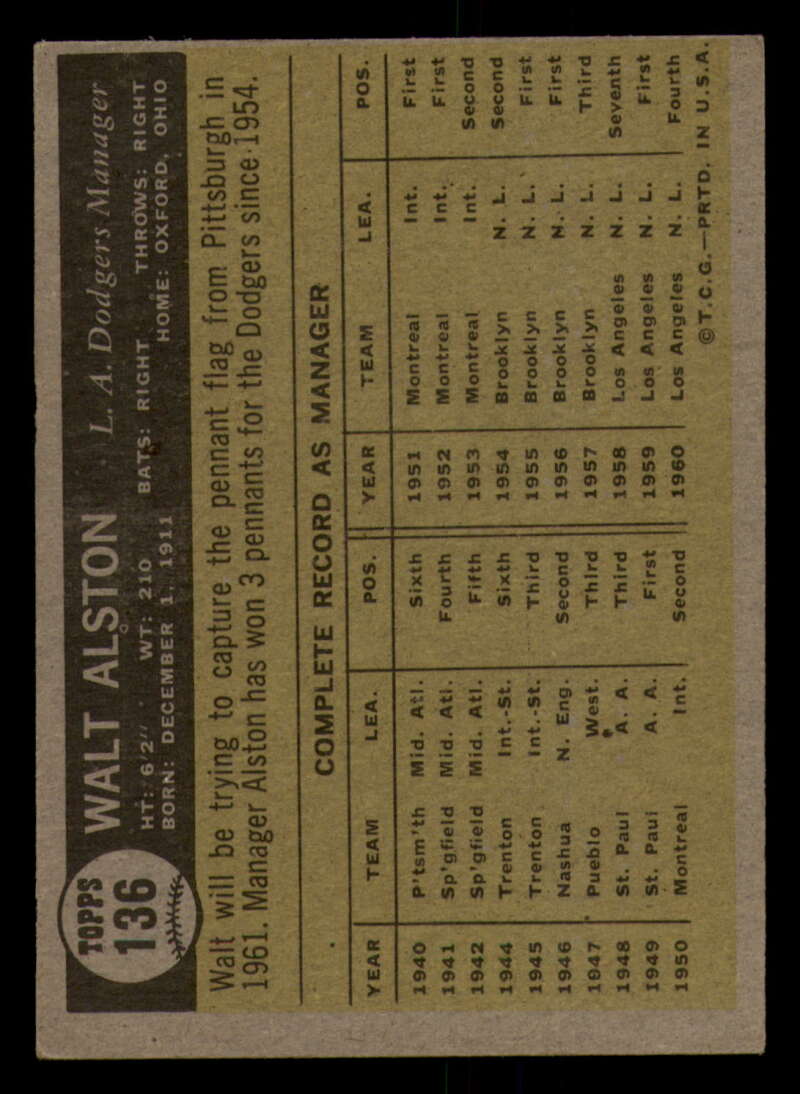 TOPPS
136
WALT ALSTON L. A. Dodgers Manager
HT: 6'2" WT: 210 BATS: RIGHT THROWS: RIGHT
BORN: DECEMBER 1, 1911 HOME: OXFORD, OHIO
Walt will be trying to capture the pennant flag from Pittsburgh in
1961. Manager Alston has won 3 pennants for the Dodgers since 1954.
COMPLETE RECORD AS MANAGER
YEAR TEAM LEA. POS. YEAR TEAM LEA. POS.
1940 P'tsm'th Mid. Atl. Sixth 1951 Montreal Int. First
1941 Sp'gfield Mid. Atl. Fourth 1952 Montreal Int. First
1942 Sp'gfield Mid. Atl. Fifth 1953 Montreal Int. Second
1944 Trenton Int.-St. Sixth 1954 Brooklyn N. L. Second
1945 Trenton Int.-St. Third 1955 Brooklyn N. L. First
1946 Nashua N. Eng. Second 1956 Brooklyn N. L. First
1947 Pueblo West. Third 1957 Brooklyn N. L. Third
1948 St. Paul A. A. Third 1958 Los Angeles N. L. Seventh
1949 St. Paul A. A. First 1959 Los Angeles N. L. First
1950 Montreal Int. Second 1960 Los Angeles N. L. Fourth
©T.C.G.—PRTD. IN U.S.A.